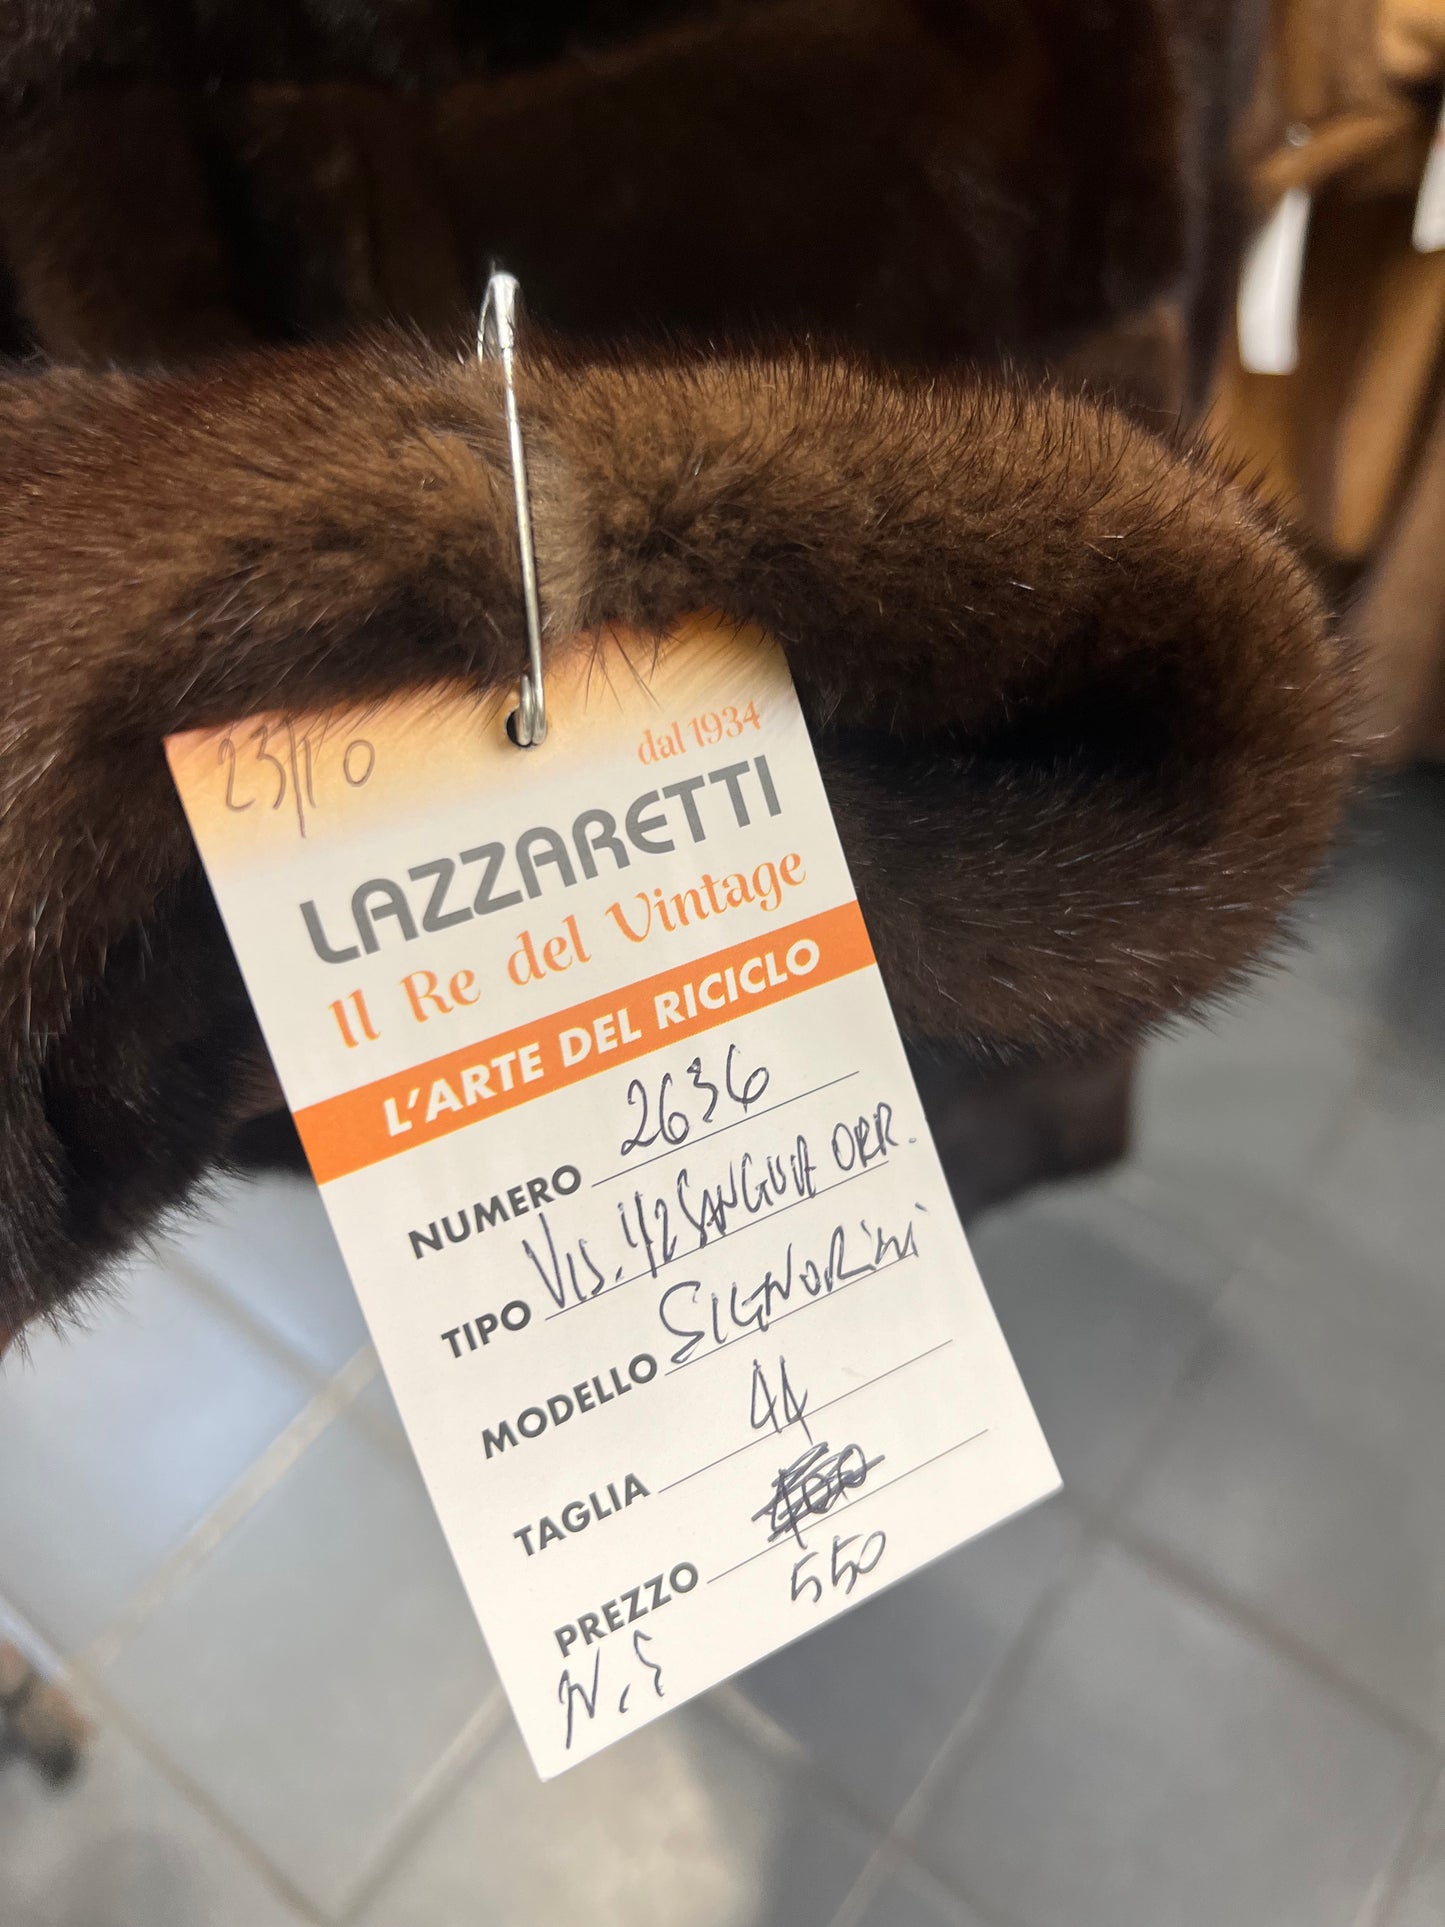 23/10
dal 1934
LAZZARETTI
Il Re del Vintage
L'ARTE DEL RICICLO
NUMERO 2636
TIPO VIS. 1/2 SANGUE ORR.
MODELLO SIGNORINI
TAGLIA 44
PREZZO
550
N.S